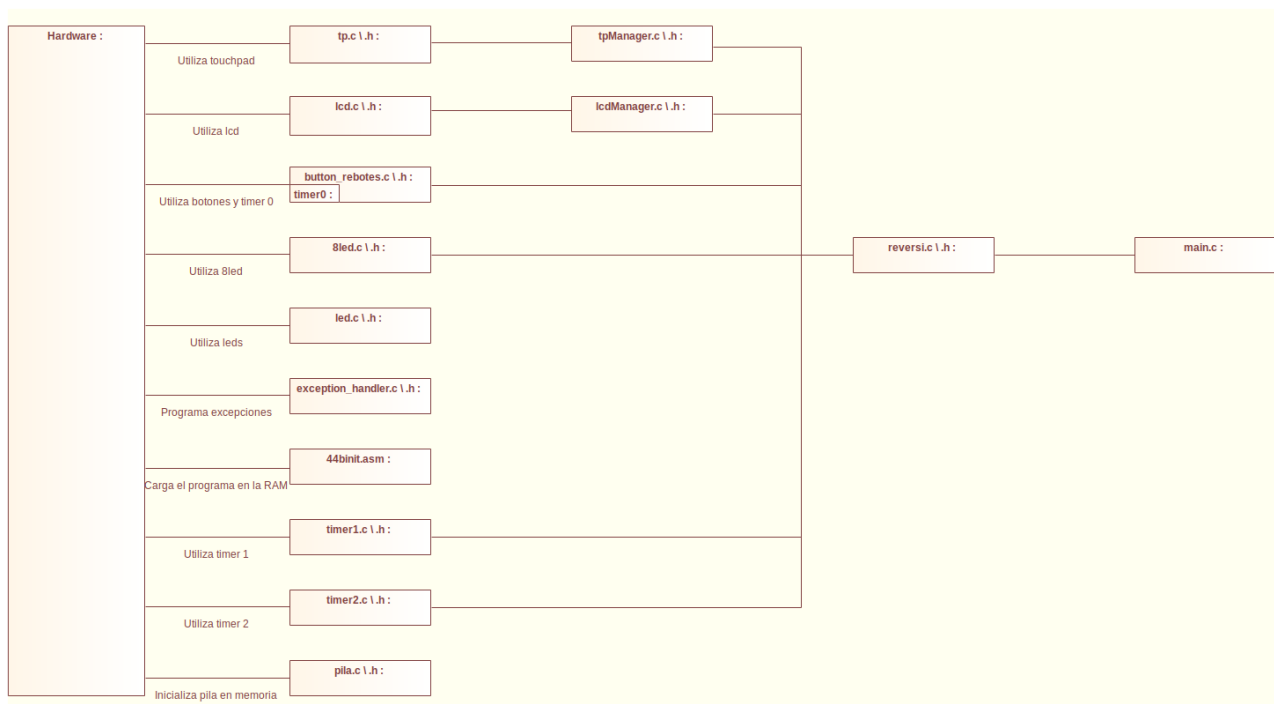 Hardware :
tp.c \ .h :
tpManager.c \ .h :
Utiliza touchpad
lcd.c \ .h :
lcdManager.c \ .h :
Utiliza lcd
button_rebotes.c \ .h :
timer0 :
Utiliza botones y timer 0
8led.c \ .h :
reversi.c \ .h :
main.c :
Utiliza 8led
led.c \ .h :
Utiliza leds
exception_handler.c \ .h :
Programa excepciones
44binit.asm :
Carga el programa en la RAM
timer1.c \ .h :
Utiliza timer 1
timer2.c \ .h :
Utiliza timer 2
pila.c \ .h :
Inicializa pila en memoria